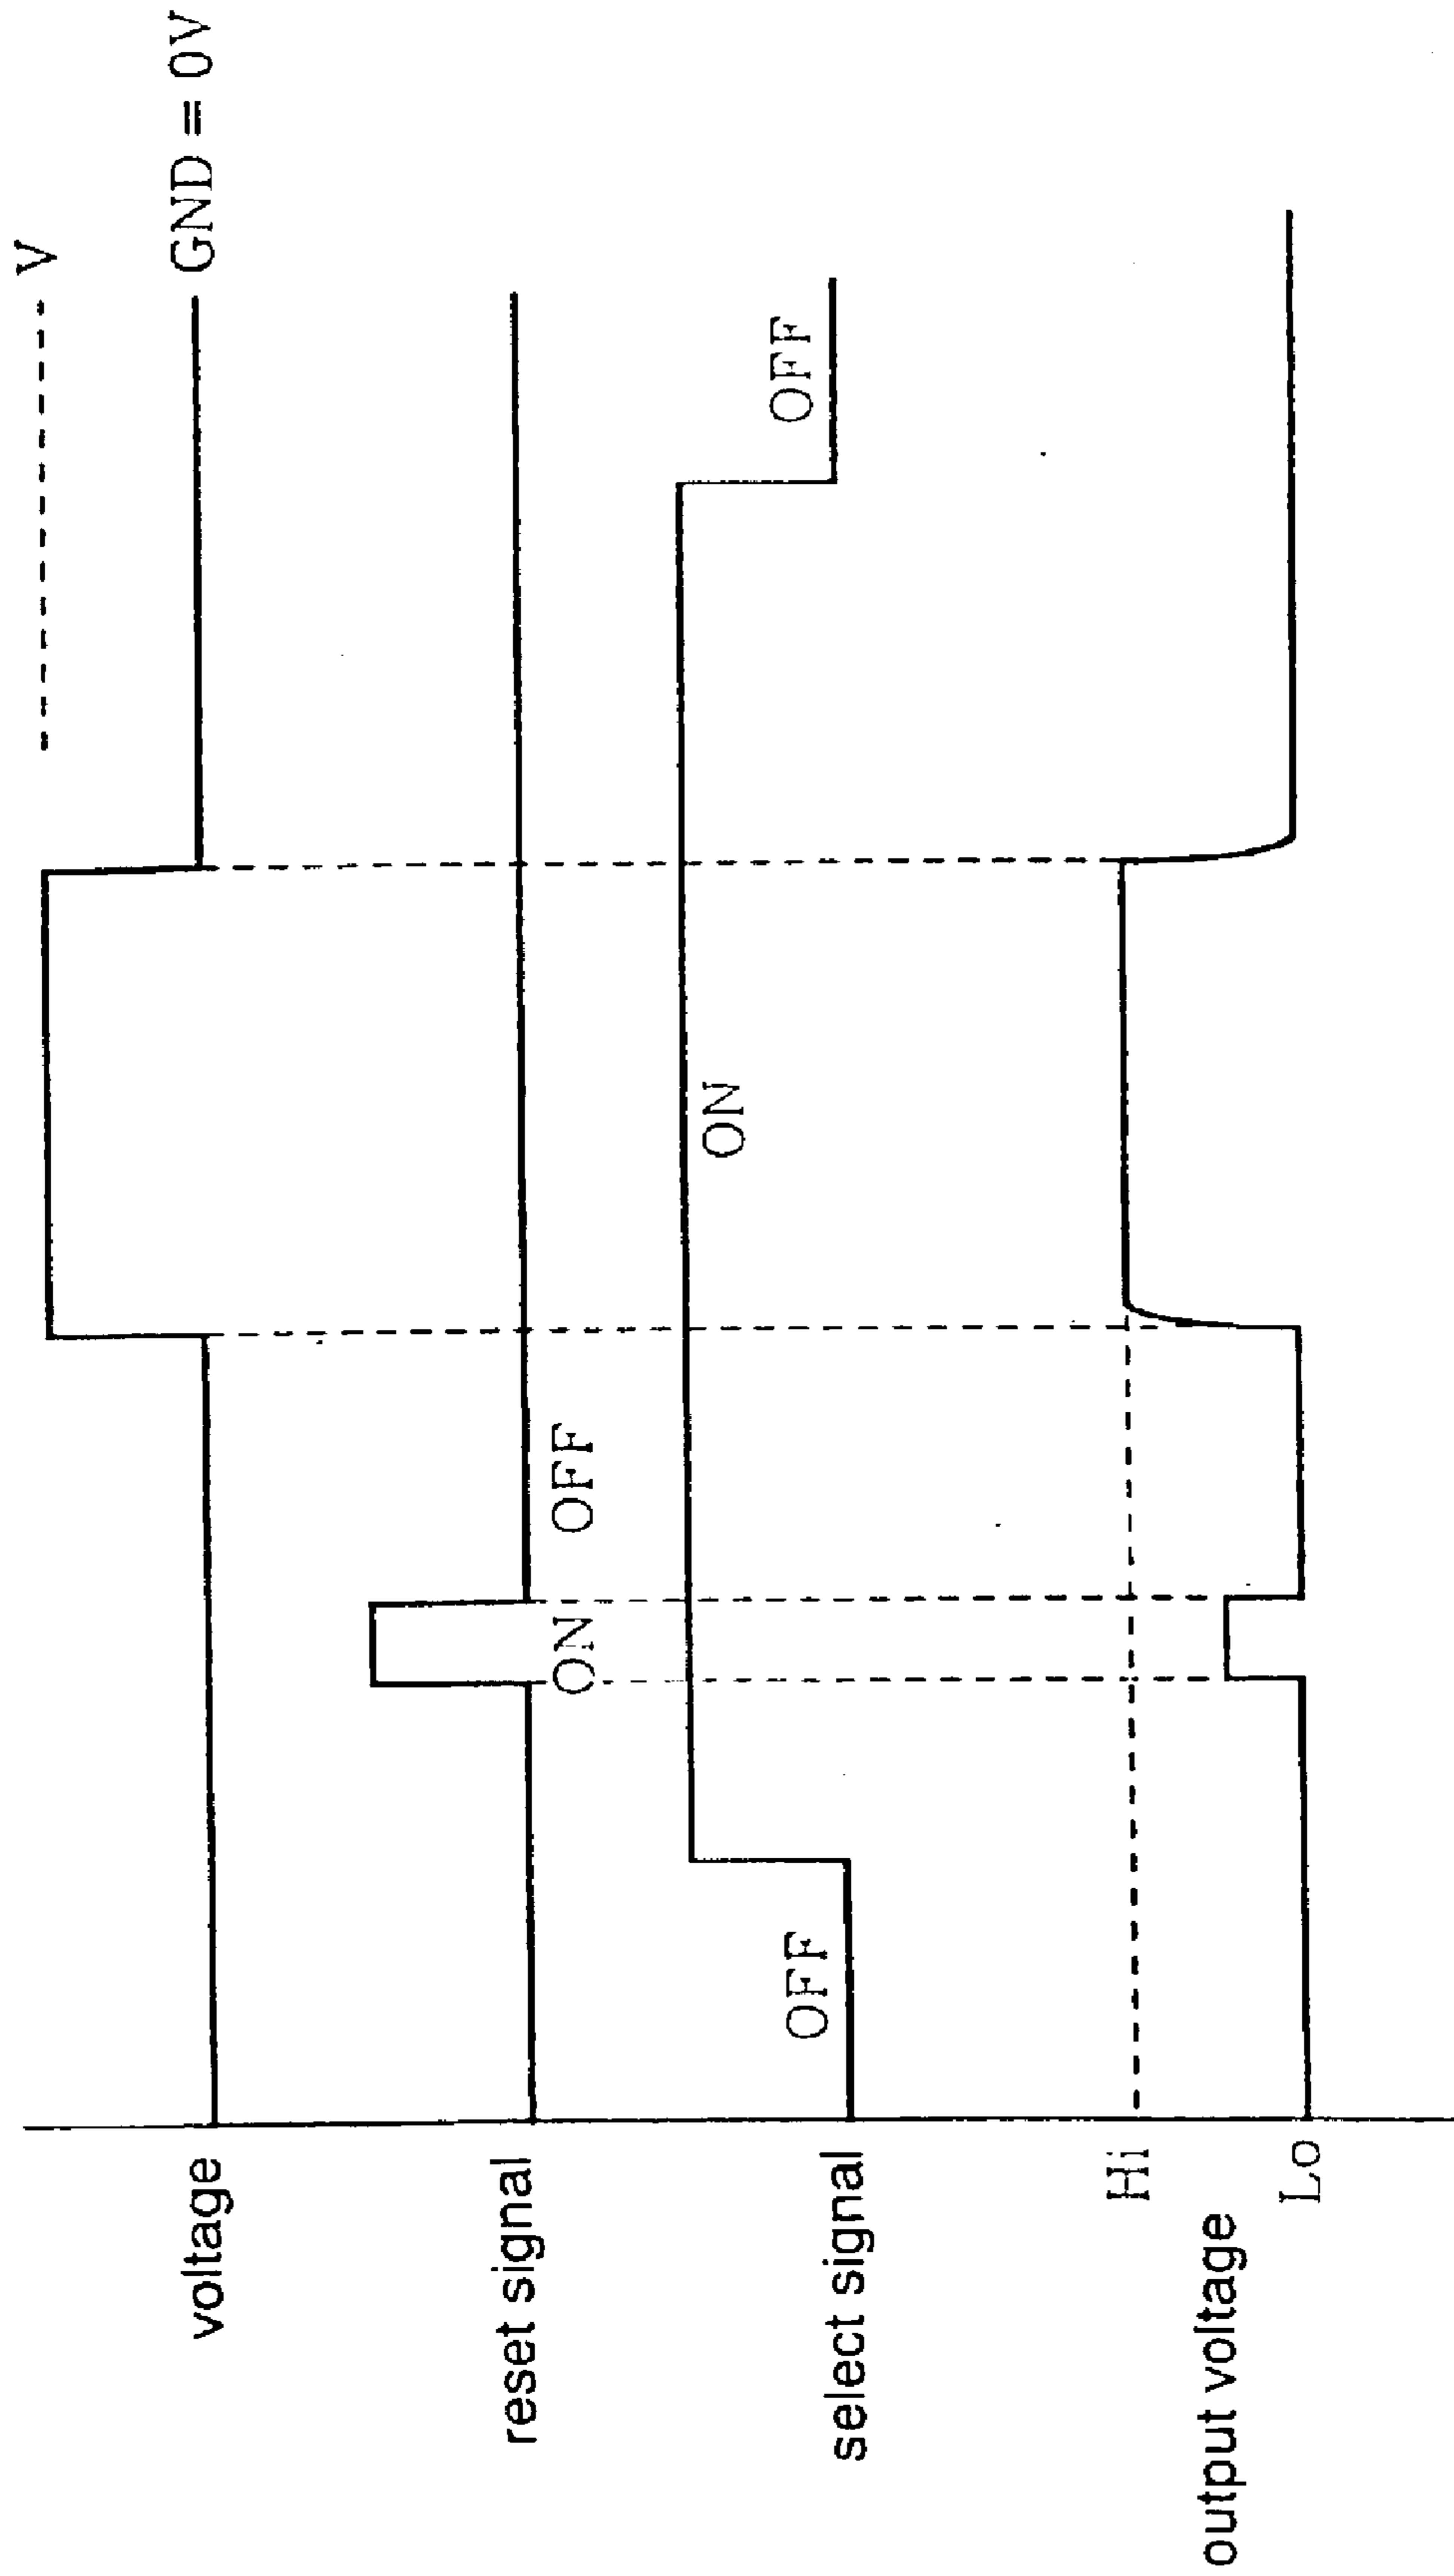 V
voltage
GND = 0V
reset signal
ON
OFF
select signal
OFF
ON
OFF
Hi
output voltage
Lo